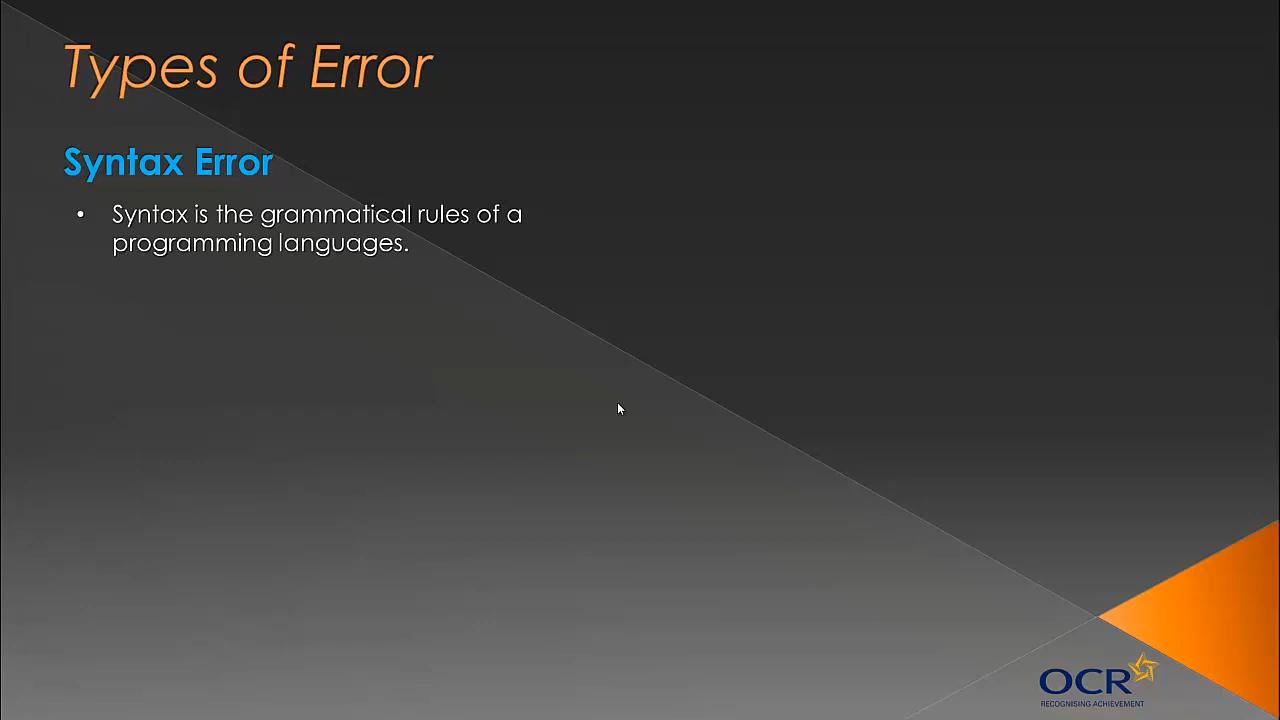 Types of Error
Syntax Error
• Syntax is the grammatical rules of a
programming languages.
OCR
RECOGNISING ACHIEVEMENT